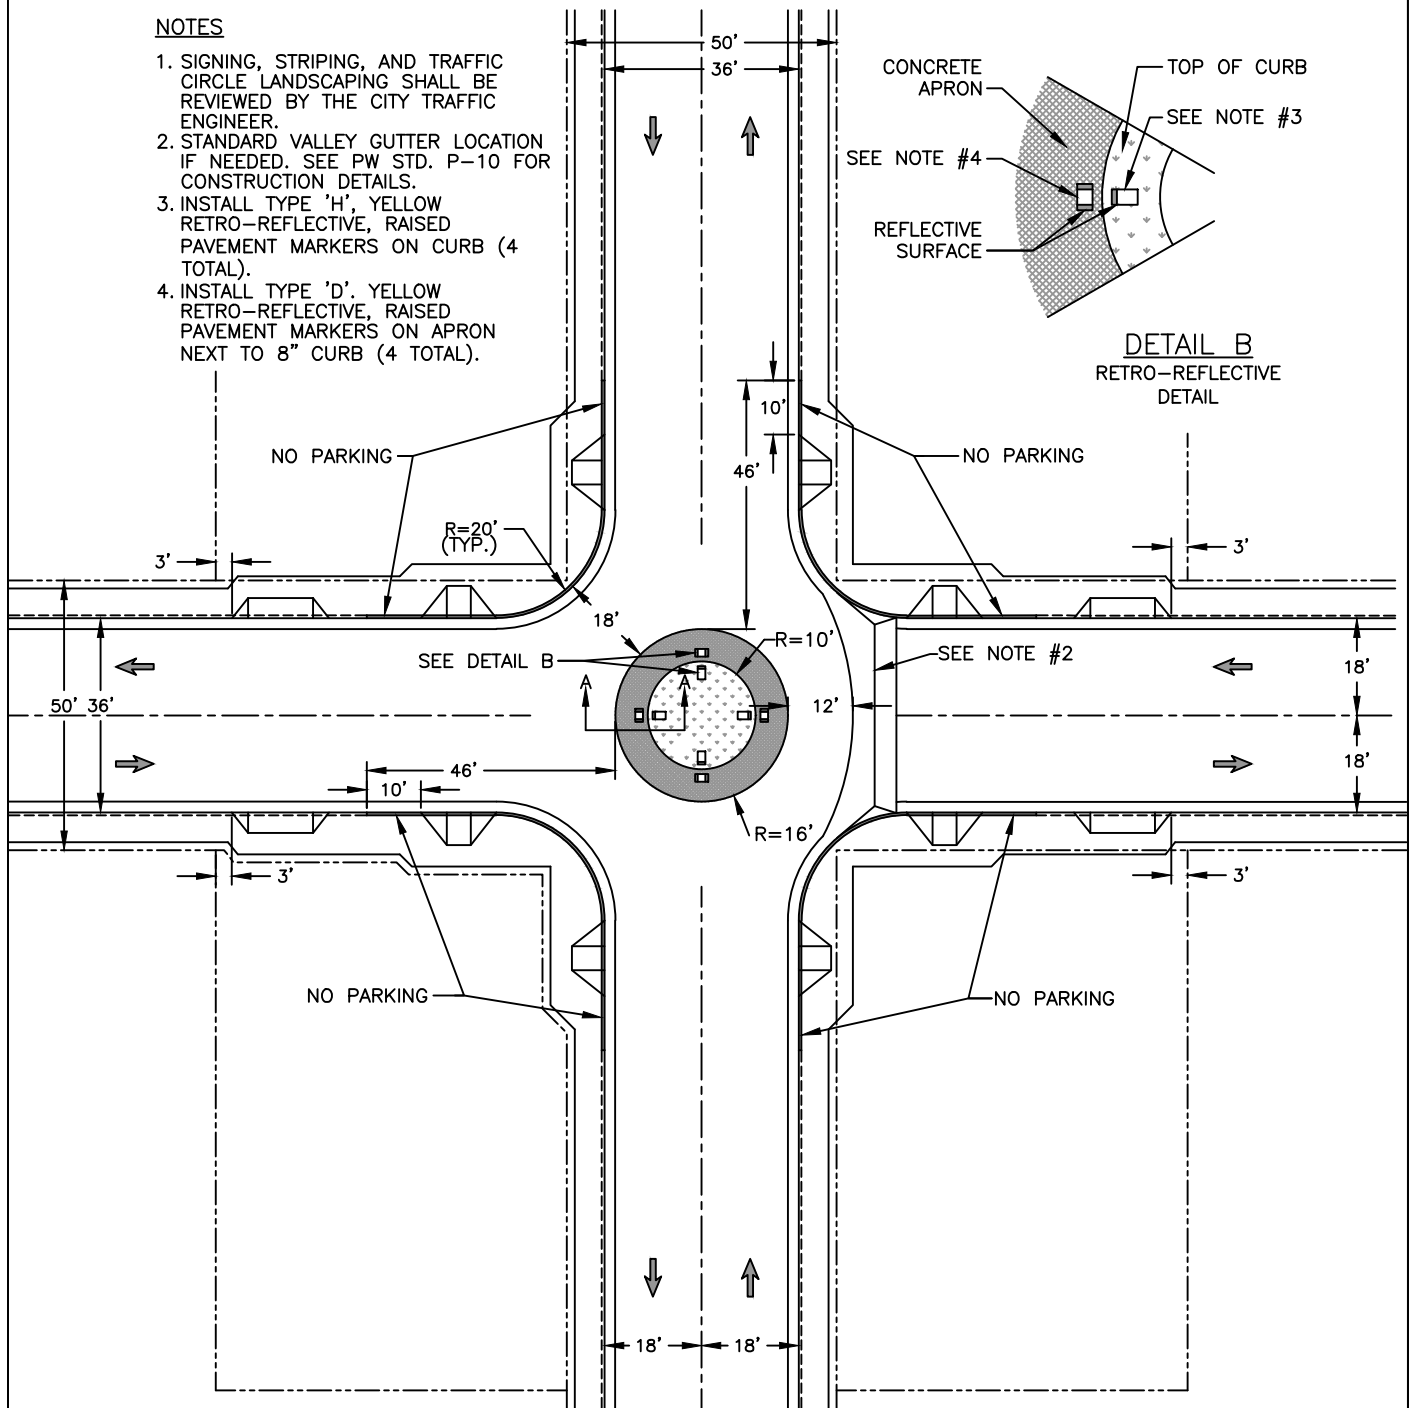 NOTES
1. SIGNING, STRIPING, AND TRAFFIC
CIRCLE LANDSCAPING SHALL BE
REVIEWED BY THE CITY TRAFFIC
ENGINEER.
2. STANDARD VALLEY GUTTER LOCATION
IF NEEDED. SEE PW STD. P-10 FOR
CONSTRUCTION DETAILS.
3. INSTALL TYPE 'H', YELLOW
RETRO-REFLECTIVE, RAISED
PAVEMENT MARKERS ON CURB (4
TOTAL).
4. INSTALL TYPE 'D'. YELLOW
RETRO-REFLECTIVE, RAISED
PAVEMENT MARKERS ON APRON
NEXT TO 8" CURB (4 TOTAL).
50'
36'
CONCRETE
APRON
TOP OF CURB
SEE NOTE #3
SEE NOTE #4
REFLECTIVE
SURFACE
DETAIL B
RETRO-REFLECTIVE
DETAIL
10'
46'
NO PARKING
NO PARKING
R=20'
(TYP.)
3'
3'
18'
R=10'
SEE DETAIL B
SEE NOTE #2
A
A
50'
36'
12'
18'
18'
46'
10'
R=16'
3'
3'
NO PARKING
NO PARKING
18'
18'